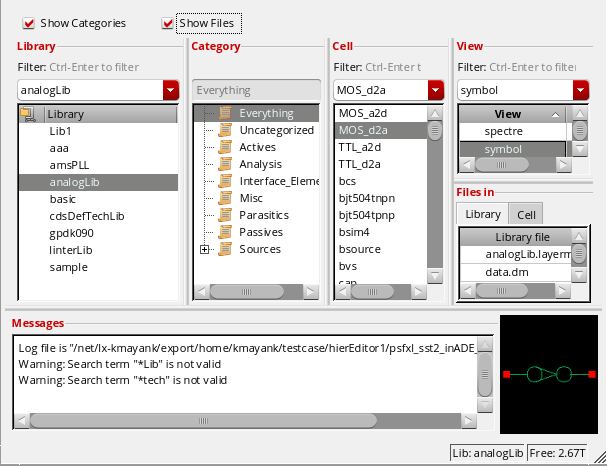 Show Categories Show Files
Library
Filter: Ctrl-Enter to filter
analogLib
Library
Lib1
aaa
amsPLL
analogLib
basic
cdsDefTechLib
gpdk090
linterLib
sample
Category
Everything
Everything
Uncategorized
Actives
Analysis
Interface_Eleme
Misc
Parasitics
Passives
Sources
Cell
Filter: Ctrl-Enter t
MOS_d2a
MOS_a2d
MOS_d2a
TTL_a2d
TTL_d2a
bcs
bjt504tnpn
bjt504tpnp
bsim4
bsource
bvs
cap
View
Filter: Ctrl-Enter to filter
symbol
View
spectre
symbol
Files in
Library Cell
Library file
analogLib.layerm
data.dm
Messages
Log file is "/net/lx-kmayank/export/home/kmayank/testcase/hierEditor1/psfxl_sst2_inADE_
Warning: Search term "*Lib" is not valid
Warning: Search term "*tech" is not valid
Lib: analogLib Free: 2.67T